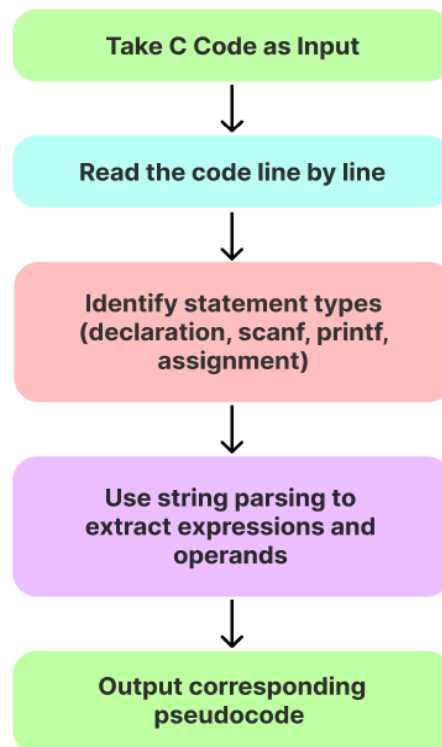 Take C Code as Input
Read the code line by line
Identify statement types
(declaration, scanf, printf,
assignment)
Use string parsing to
extract expressions and
operands
Output corresponding
pseudocode